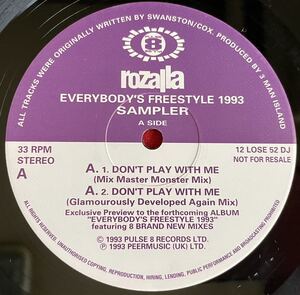 ALL TRACKS WERE ORIGINALLY WRITTEN BY SWANSTON/COX. PRODUCED BY 3 MAN ISLAND
8
rozalla
EVERYBODY'S FREESTYLE 1993
SAMPLER
A SIDE
33 RPM
STEREO
A
12 LOSE 52 DJ
NOT FOR RESALE
A. 1. DON'T PLAY WITH ME
(Mix Master Monster Mix)
A. 2. DON'T PLAY WITH ME
(Glamourously Developed Again Mix)
Exclusive Preview to the forthcoming ALBUM
"EVERYBODY'S FREESTYLE 1993"
featuring 8 BRAND NEW MIXES
© 1993 PULSE 8 RECORDS LTD.
℗ 1993 PEERMUSIC (UK) LTD.
ALL RIGHTS RESERVED. UNAUTHORISED COPYING, REPRODUCTION, HIRING, LENDING, PUBLIC PERFORMANCE AND BROADCASTING PROHIBITED.